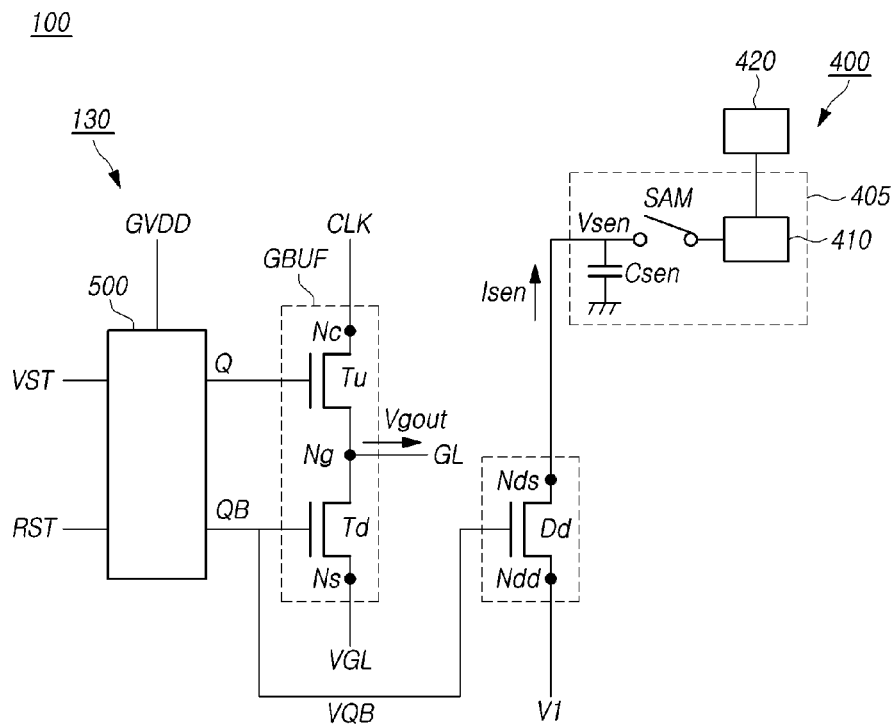 100
420
400
130
SAM
405
GVDD
CLK
Vsen
GBUF
410
500
Csen
Isen
Nc
Q
VST
Tu
Vgout
Ng
GL
Nds
QB
RST
Td
Dd
Ns
Ndd
VGL
VQB
V1